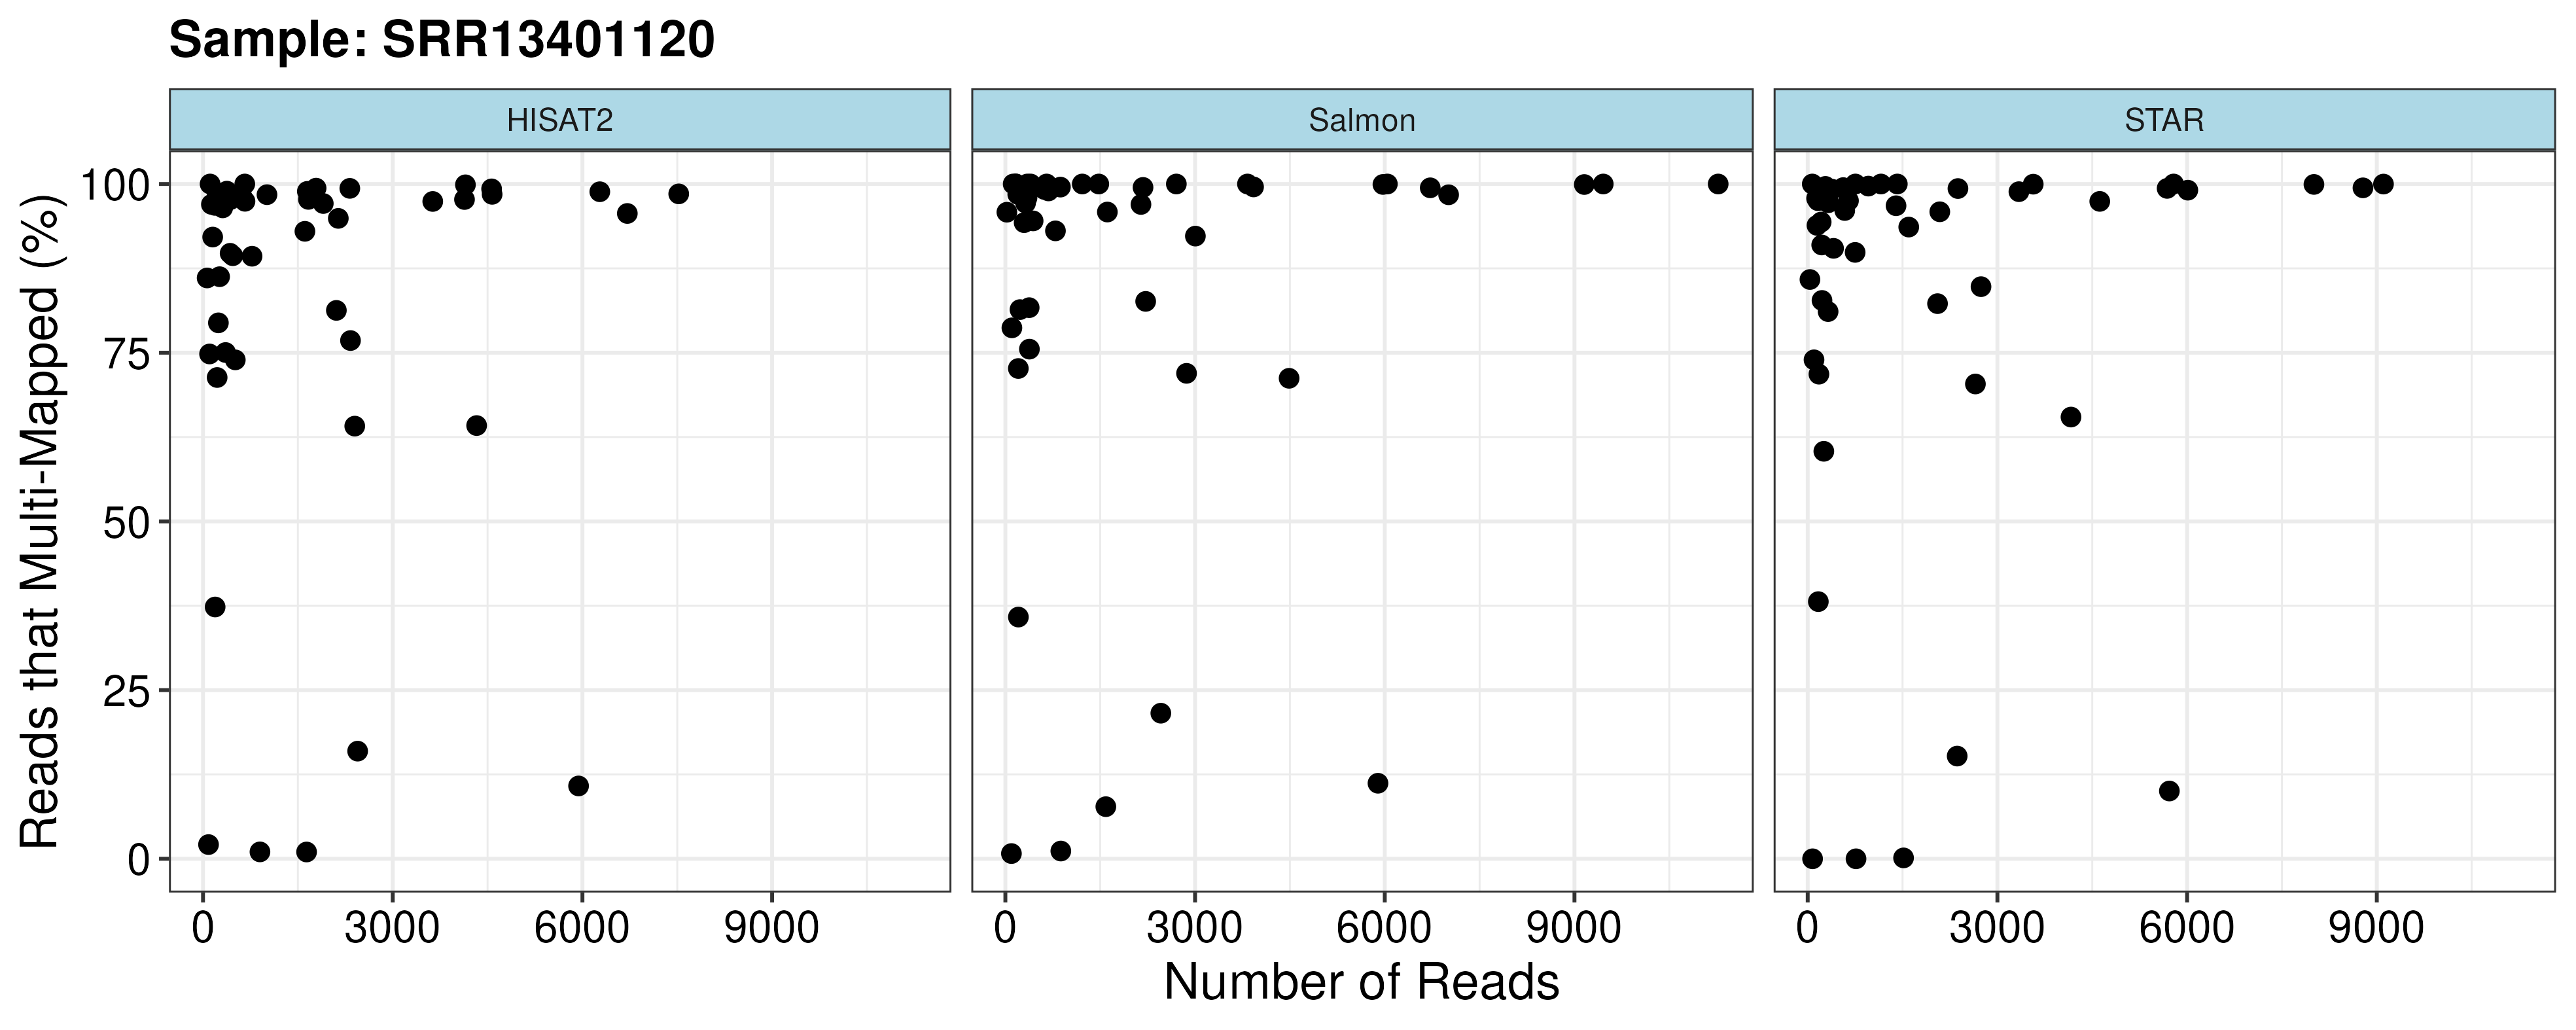 Sample: SRR13401120
HISAT2 Salmon STAR
Reads that Multi-Mapped (%)
100
75
50
25
0
0 3000 6000 9000 0 3000 6000 9000 0 3000 6000 9000
Number of Reads